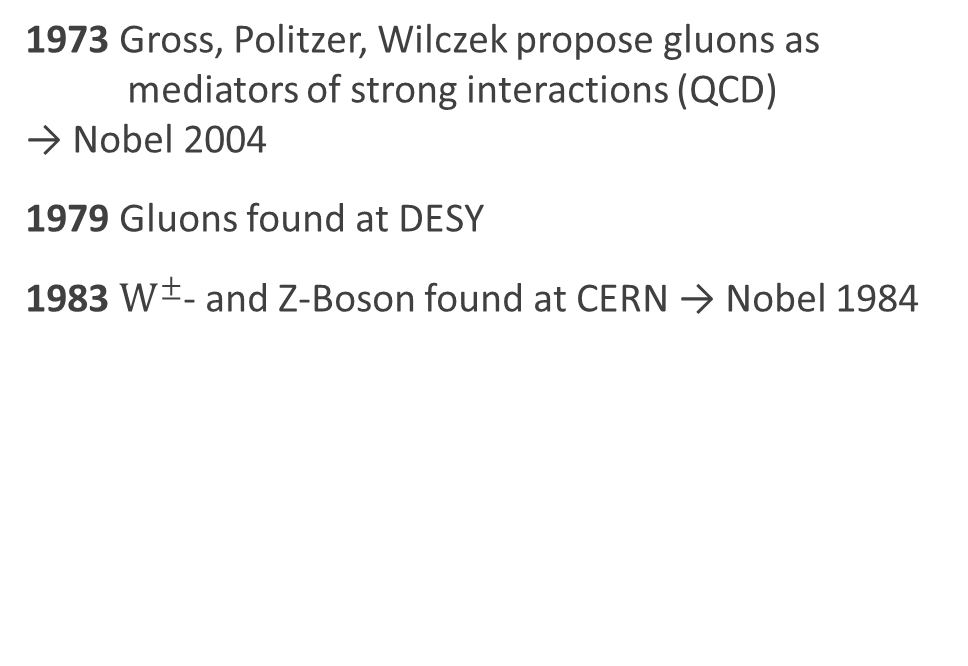 1973 Gross, Politzer, Wilczek propose gluons as
mediators of strong interactions (QCD)
→ Nobel 2004
1979 Gluons found at DESY
1983 W±- and Z-Boson found at CERN → Nobel 1984